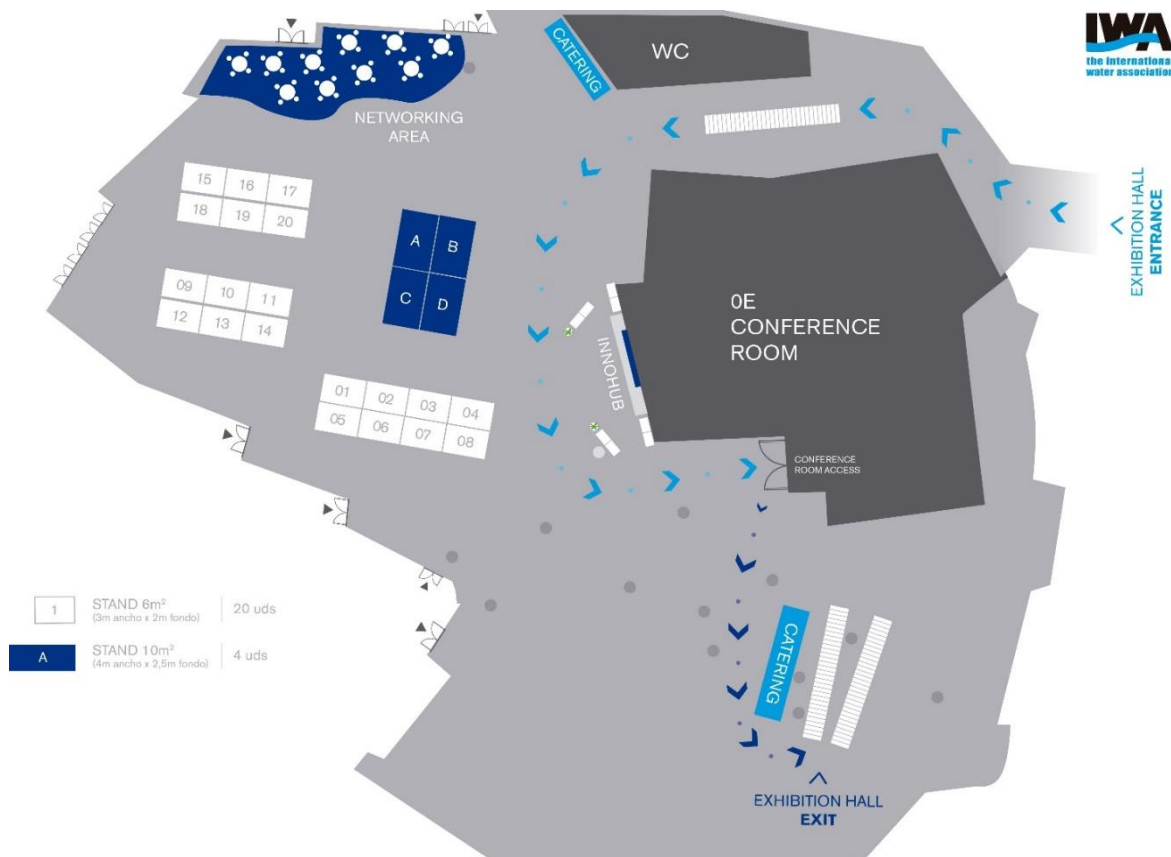 IWA
the international
water association
CATERING
WC
NETWORKING
AREA
EXHIBITION HALL
ENTRANCE
15 16 17
18 19 20
A B
C D
09 10 11
12 13 14
0E
CONFERENCE
ROOM
INNOHUB
01 02 03 04
05 06 07 08
CONFERENCE
ROOM ACCESS
1 STAND 6m² 20 uds
(3m ancho x 2m fondo)
A STAND 10m² 4 uds
(4m ancho x 2,5m fondo)
CATERING
EXHIBITION HALL
EXIT